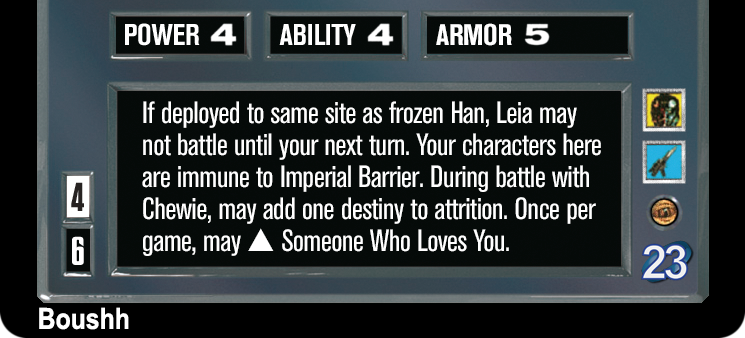 POWER 4 ABILITY 4 ARMOR 5
If deployed to same site as frozen Han, Leia may
not battle until your next turn. Your characters here
are immune to Imperial Barrier. During battle with
Chewie, may add one destiny to attrition. Once per
game, may ▲ Someone Who Loves You.
4
6
23
Boushh